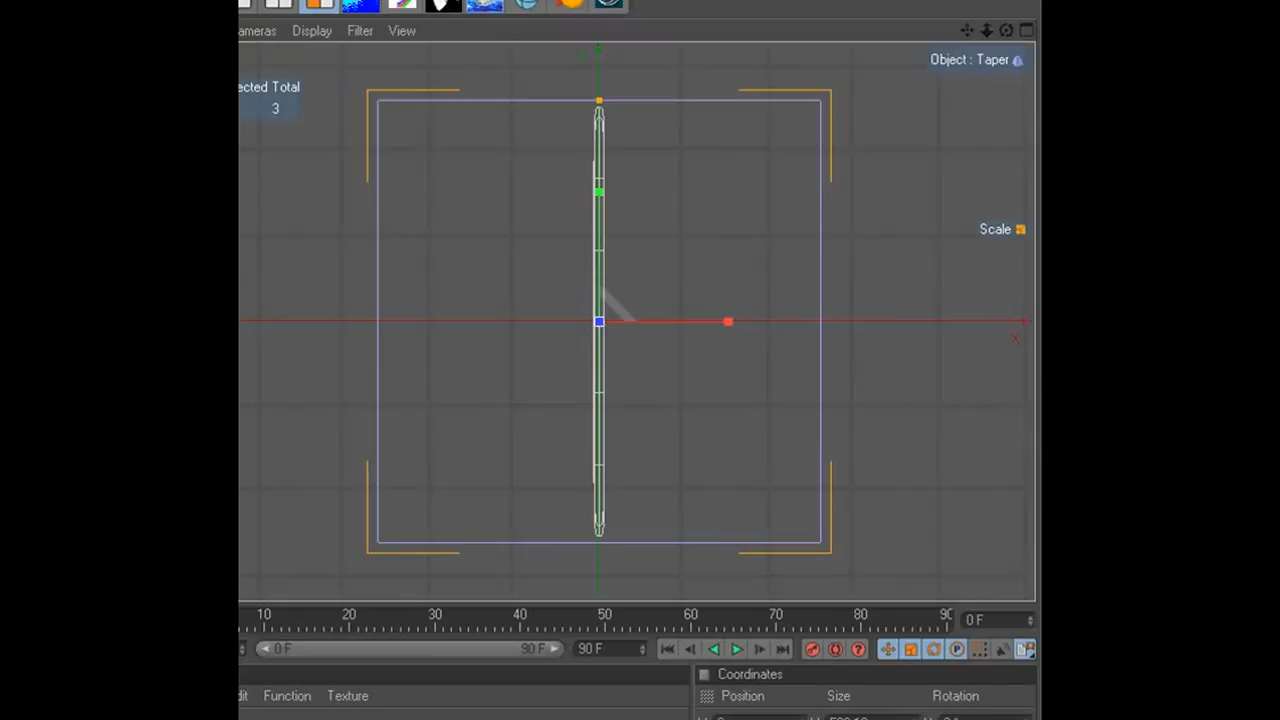 ameras Display Filter View
Object : Taper
ected Total
3
Scale
X
10 20 30 40 50 60 70 80 90 0 F
0 F 90 F 90 F
Coordinates
dit Function Texture
Position Size Rotation